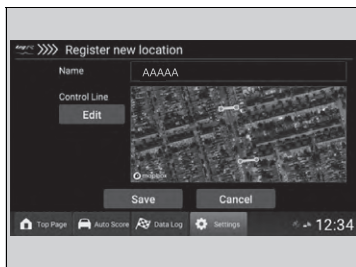 Register new location
Name AAAAA
Control Line
Edit
Save Cancel
Top Page Auto Score Data Log Settings 12:34